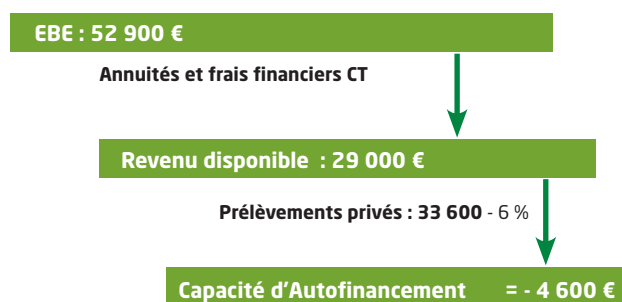 EBE : 52 900 €
Annuités et frais financiers CT
Revenu disponible : 29 000 €
Prélèvements privés : 33 600 - 6 %
Capacité d'Autofinancement = - 4 600 €